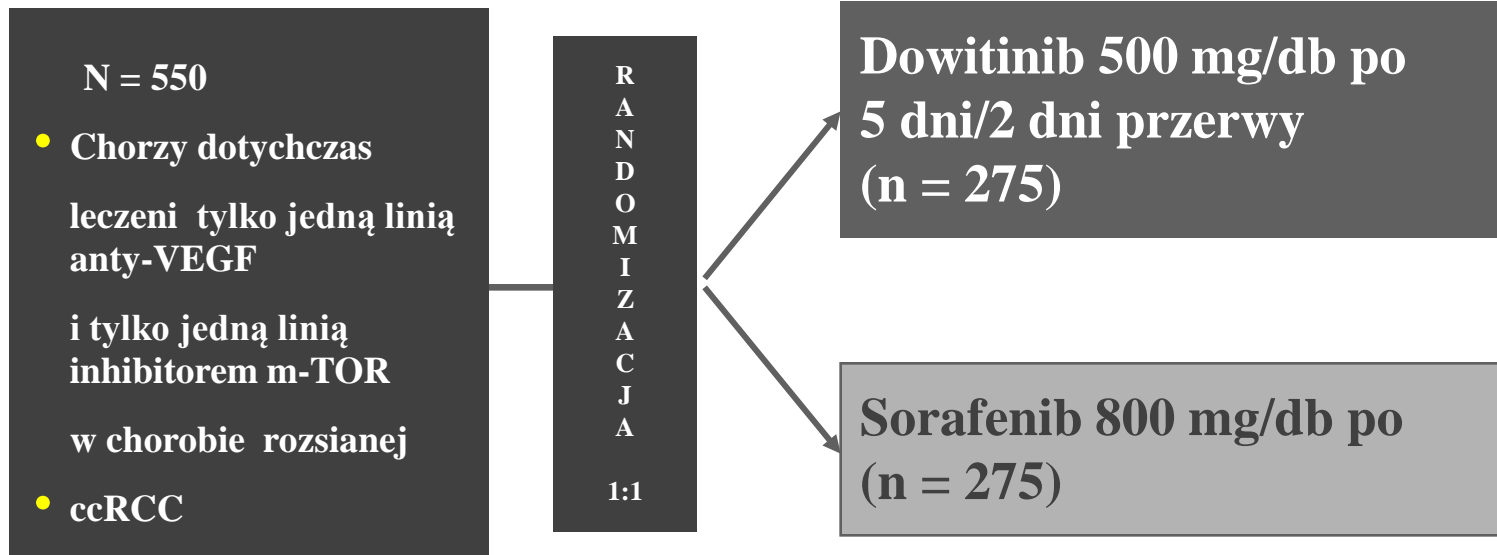 N = 550
• Chorzy dotychczas
leczeni tylko jedną linią
anty-VEGF
i tylko jedną linią
inhibitorem m-TOR
w chorobie rozsianej
• ccRCC
R
A
N
D
O
M
I
Z
A
C
J
A
1:1
Dowitinib 500 mg/db po
5 dni/2 dni przerwy
(n = 275)
Sorafenib 800 mg/db po
(n = 275)